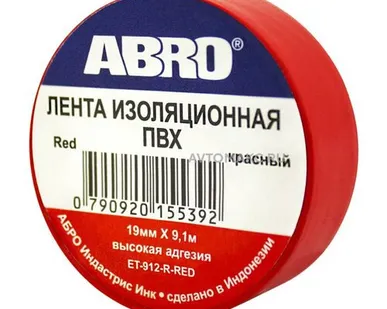 ABRO®
ЛЕНТА ИЗОЛЯЦИОННАЯ
ПВХ
Red
красный
0 790920 155392
19мм X 9,1м
высокая адгезия
ET-912-R-RED
АБРО Индастрис Инк • сделано в Индонезии